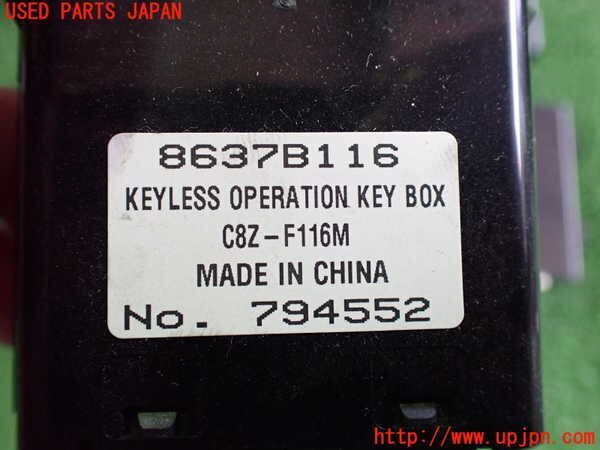 USED PARTS JAPAN
8637B116
KEYLESS OPERATION KEY BOX
C8Z-F116M
MADE IN CHINA
No. 794552
http://www.upjpn.com/